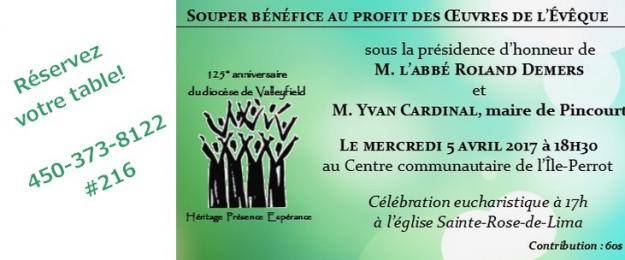 Réservez
votre table!
450-373-8122
#216
Souper bénéfice au profit des Œuvres de l'Évêque
125e anniversaire
du diocèse de Valleyfield
Héritage Présence Espérance
sous la présidence d'honneur de
M. l'abbé Roland Demers
et
M. Yvan Cardinal, maire de Pincourt
Le mercredi 5 avril 2017 à 18h30
au Centre communautaire de l'Île-Perrot
Célébration eucharistique à 17h
à l'église Sainte-Rose-de-Lima
Contribution : 60$